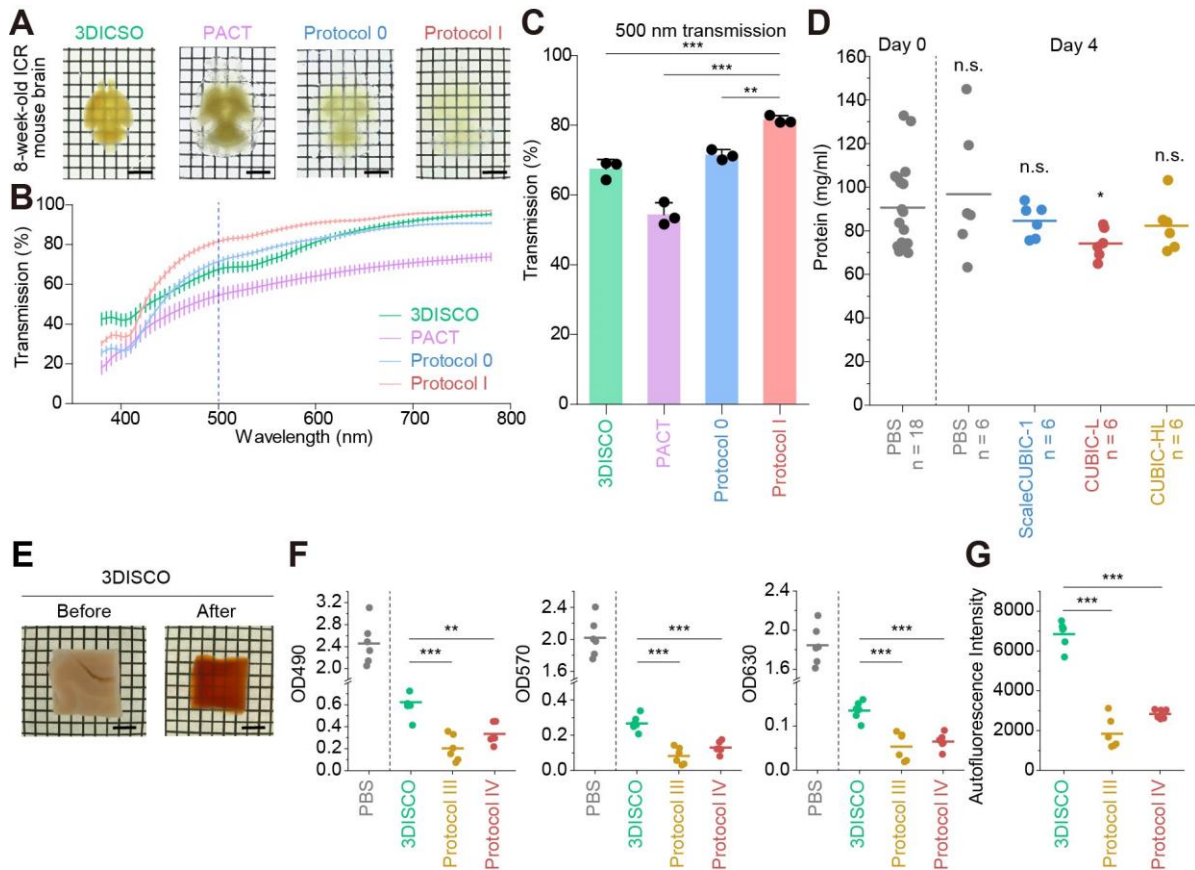 A
3DICSO PACT Protocol 0 Protocol I
8-week-old ICR
mouse brain
B
Transmission (%)
100
80
60
40
20
0
400 500 600 700 800
Wavelength (nm)
3DISCO
PACT
Protocol 0
Protocol I
C
500 nm transmission
***
***
**
Transmission (%)
100
80
60
40
20
0
3DISCO
PACT
Protocol 0
Protocol I
D
Day 0 Day 4
Protein (mg/ml)
160
140
120
100
80
60
40
20
0
n.s.
n.s.
*
n.s.
PBS
n = 18
PBS
n = 6
ScaleCUBIC-1
n = 6
CUBIC-L
n = 6
CUBIC-HL
n = 6
E
3DISCO
Before After
F
OD490
3.2
2.8
2.4
2.0
0.6
0.4
0.2
0.0
**
***
PBS
3DISCO
Protocol III
Protocol IV
OD570
2.4
2.0
1.6
0.6
0.4
0.2
0.0
***
***
PBS
3DISCO
Protocol III
Protocol IV
OD630
2.2
2.0
1.8
1.6
0.2
0.1
0.0
***
***
PBS
3DISCO
Protocol III
Protocol IV
G
Autofluorescence Intensity
8000
6000
4000
2000
0
***
***
3DISCO
Protocol III
Protocol IV